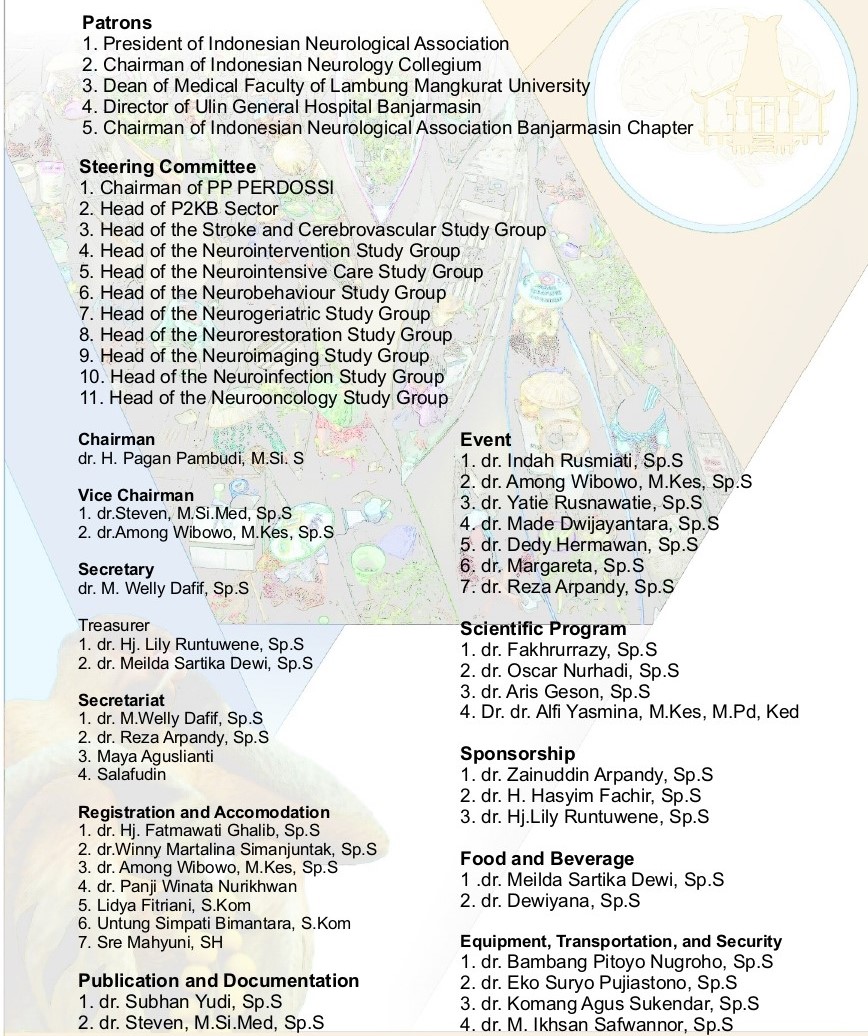 Patrons
1. President of Indonesian Neurological Association
2. Chairman of Indonesian Neurology Collegium
3. Dean of Medical Faculty of Lambung Mangkurat University
4. Director of Ulin General Hospital Banjarmasin
5. Chairman of Indonesian Neurological Association Banjarmasin Chapter
Steering Committee
1. Chairman of PP PERDOSSI
2. Head of P2KB Sector
3. Head of the Stroke and Cerebrovascular Study Group
4. Head of the Neurointervention Study Group
5. Head of the Neurointensive Care Study Group
6. Head of the Neurobehaviour Study Group
7. Head of the Neurogeriatric Study Group
8. Head of the Neurorestoration Study Group
9. Head of the Neuroimaging Study Group
10. Head of the Neuroinfection Study Group
11. Head of the Neurooncology Study Group
Chairman
dr. H. Pagan Pambudi, M.Si. S
Vice Chairman
1. dr.Steven, M.Si.Med, Sp.S
2. dr.Among Wibowo, M.Kes, Sp.S
Secretary
dr. M. Welly Dafif, Sp.S
Treasurer
1. dr. Hj. Lily Runtuwene, Sp.S
2. dr. Meilda Sartika Dewi, Sp.S
Secretariat
1. dr. M.Welly Dafif, Sp.S
2. dr. Reza Arpandy, Sp.S
3. Maya Aguslianti
4. Salafudin
Registration and Accomodation
1. dr. Hj. Fatmawati Ghalib, Sp.S
2. dr.Winny Martalina Simanjuntak, Sp.S
3. dr. Among Wibowo, M.Kes, Sp.S
4. dr. Panji Winata Nurikhwan
5. Lidya Fitriani, S.Kom
6. Untung Simpati Bimantara, S.Kom
7. Sre Mahyuni, SH
Publication and Documentation
1. dr. Subhan Yudi, Sp.S
2. dr. Steven, M.Si.Med, Sp.S
Event
1. dr. Indah Rusmiati, Sp.S
2. dr. Among Wibowo, M.Kes, Sp.S
3. dr. Yatie Rusnawatie, Sp.S
4. dr. Made Dwijayantara, Sp.S
5. dr. Dedy Hermawan, Sp.S
6. dr. Margareta, Sp.S
7. dr. Reza Arpandy, Sp.S
Scientific Program
1. dr. Fakhrurrazy, Sp.S
2. dr. Oscar Nurhadi, Sp.S
3. dr. Aris Geson, Sp.S
4. Dr. dr. Alfi Yasmina, M.Kes, M.Pd, Ked
Sponsorship
1. dr. Zainuddin Arpandy, Sp.S
2. dr. H. Hasyim Fachir, Sp.S
3. dr. Hj.Lily Runtuwene, Sp.S
Food and Beverage
1 .dr. Meilda Sartika Dewi, Sp.S
2. dr. Dewiyana, Sp.S
Equipment, Transportation, and Security
1. dr. Bambang Pitoyo Nugroho, Sp.S
2. dr. Eko Suryo Pujiastono, Sp.S
3. dr. Komang Agus Sukendar, Sp.S
4. dr. M. Ikhsan Safwannor, Sp.S